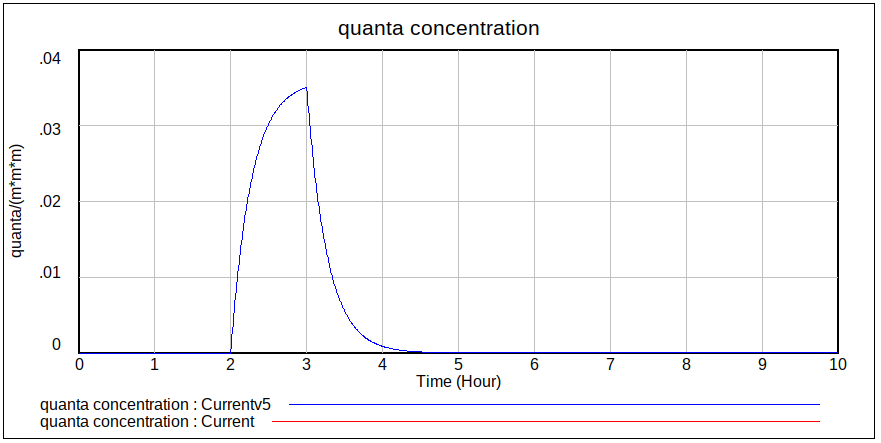 quanta concentration
.04
.03
.02
.01
0
quanta/(m*m*m)
0 1 2 3 4 5 6 7 8 9 10
Time (Hour)
quanta concentration : Currentv5
quanta concentration : Current